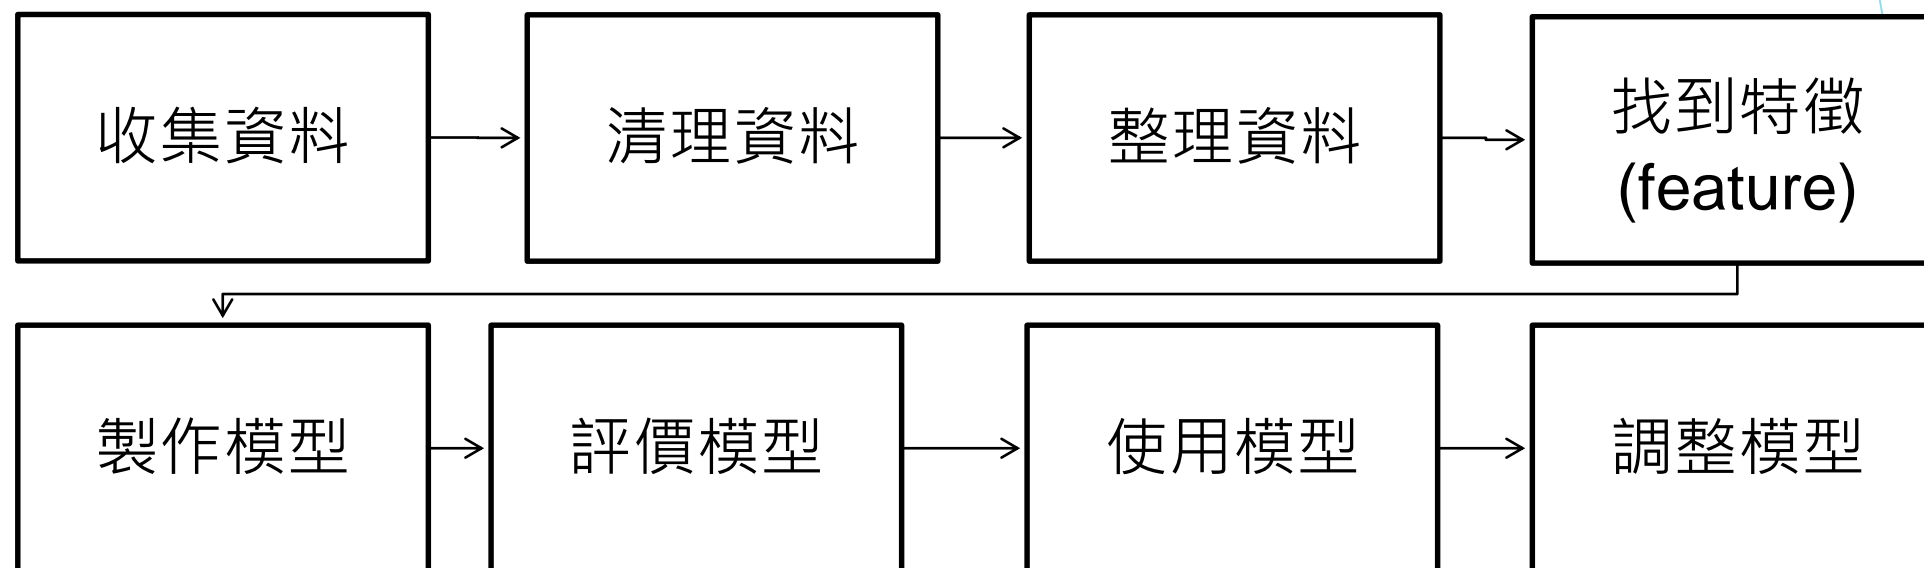 收集資料
清理資料
整理資料
找到特徵
(feature)
製作模型
評價模型
使用模型
調整模型